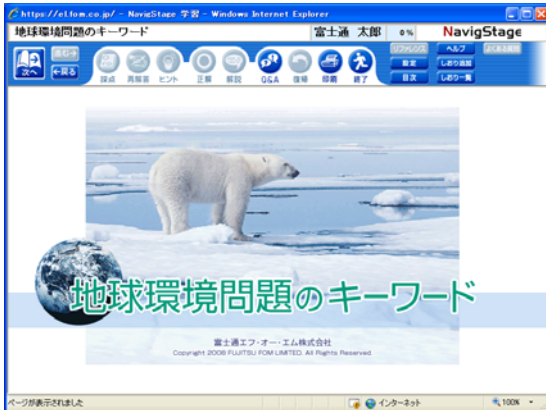 https://el.fom.co.jp/ - NavigStage 学習 - Windows Internet Explorer
地球環境問題のキーワード 富士通 太郎 0% NavigStage
次へ 進む→ ←戻る 採点 再解答 ヒント 正解 解説 Q&A 復帰 印刷 終了
リファレンス ヘルプ よくある質問
設定 しおり追加
目次 しおり一覧
地球環境問題のキーワード
富士通エフ・オー・エム株式会社
Copyright 2008 FUJITSU FOM LIMITED. All Rights Reserved.
ページが表示されました インターネット 100%